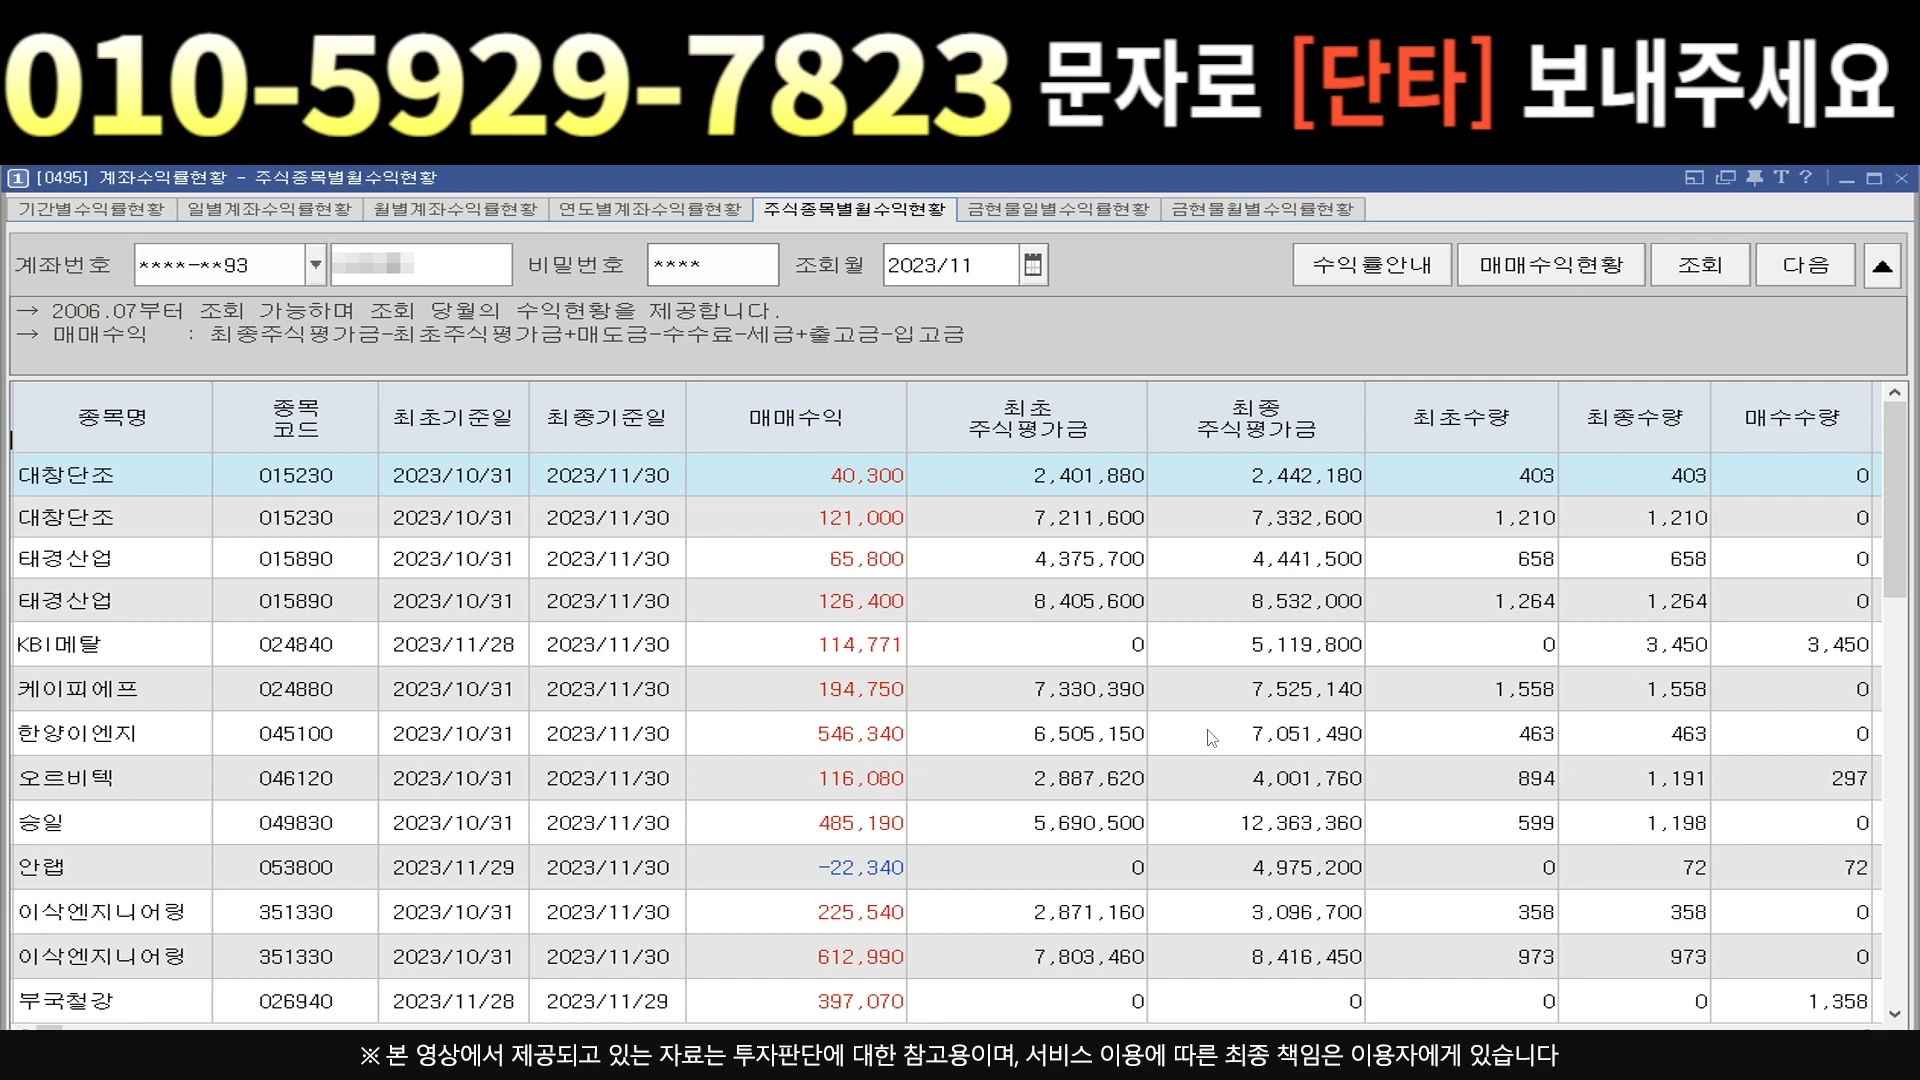 010-5929-7823 문자로 [단타] 보내주세요
1 [0495] 계좌수익률현황 - 주식종목별월수익현황 T ?
기간별수익률현황 일별계좌수익률현황 월별계좌수익률현황 연도별계좌수익률현황 주식종목별월수익현황 금현물일별수익률현황 금현물월별수익률현황
계좌번호 ****-**93 비밀번호 **** 조회월 2023/11 수익률안내 매매수익현황 조회 다음 ▲
→ 2006.07부터 조회 가능하며 조회 당월의 수익현황을 제공합니다.
→ 매매수익 : 최종주식평가금-최초주식평가금+매도금-수수료-세금+출고금-입고금
종목명 종목코드 최초기준일 최종기준일 매매수익 최초주식평가금 최종주식평가금 최초수량 최종수량 매수수량
대창단조 015230 2023/10/31 2023/11/30 40,300 2,401,880 2,442,180 403 403 0
대창단조 015230 2023/10/31 2023/11/30 121,000 7,211,600 7,332,600 1,210 1,210 0
태경산업 015890 2023/10/31 2023/11/30 65,800 4,375,700 4,441,500 658 658 0
태경산업 015890 2023/10/31 2023/11/30 126,400 8,405,600 8,532,000 1,264 1,264 0
KBI메탈 024840 2023/11/28 2023/11/30 114,771 0 5,119,800 0 3,450 3,450
케이피에프 024880 2023/10/31 2023/11/30 194,750 7,330,390 7,525,140 1,558 1,558 0
한양이엔지 045100 2023/10/31 2023/11/30 546,340 6,505,150 7,051,490 463 463 0
오르비텍 046120 2023/10/31 2023/11/30 116,080 2,887,620 4,001,760 894 1,191 297
승일 049830 2023/10/31 2023/11/30 485,190 5,690,500 12,363,360 599 1,198 0
안랩 053800 2023/11/29 2023/11/30 -22,340 0 4,975,200 0 72 72
이삭엔지니어링 351330 2023/10/31 2023/11/30 225,540 2,871,160 3,096,700 358 358 0
이삭엔지니어링 351330 2023/10/31 2023/11/30 612,990 7,803,460 8,416,450 973 973 0
부국철강 026940 2023/11/28 2023/11/29 397,070 0 0 0 0 1,358
※ 본 영상에서 제공되고 있는 자료는 투자판단에 대한 참고용이며, 서비스 이용에 따른 최종 책임은 이용자에게 있습니다